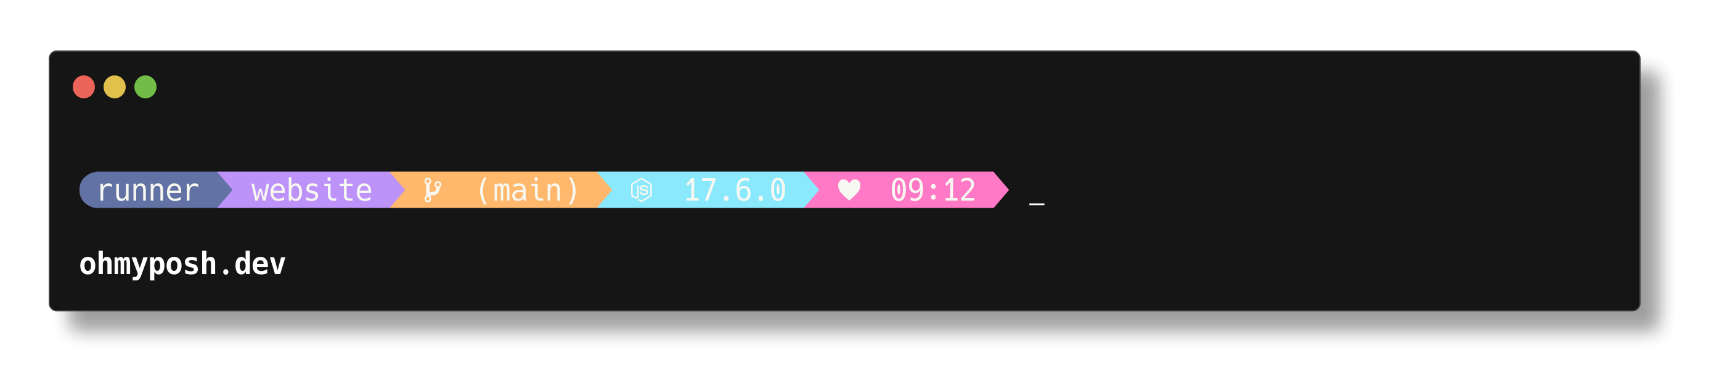 runner website (main) 17.6.0 09:12 _
ohmyposh.dev